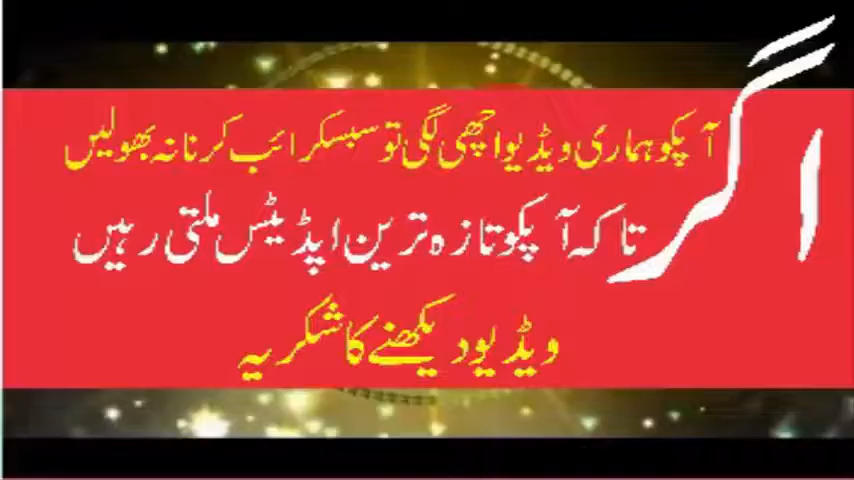 اگر آپکو ہماری ویڈیو اچھی لگی تو سبسکرائب کرنا نہ بھولیں
تاکہ آپکو تازہ ترین اپڈیٹس ملتی رہیں
ویڈیو دیکھنے کا شکریہ